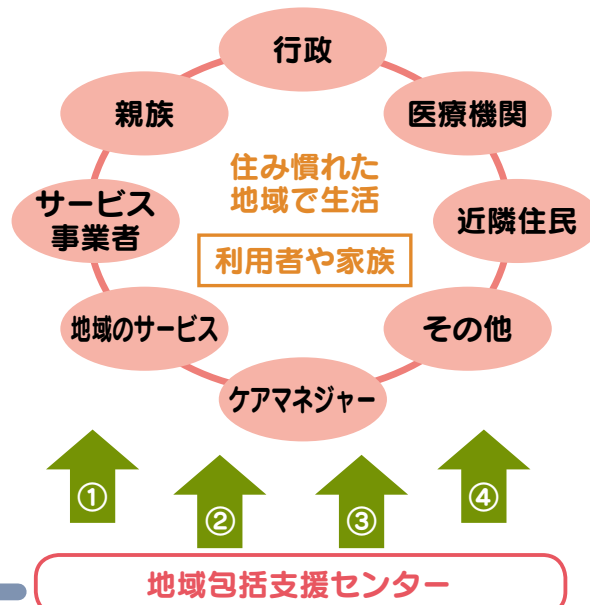 行政
親族
医療機関
住み慣れた
地域で生活
サービス
事業者
近隣住民
利用者や家族
地域のサービス
その他
ケアマネジャー
①
②
③
④
地域包括支援センター